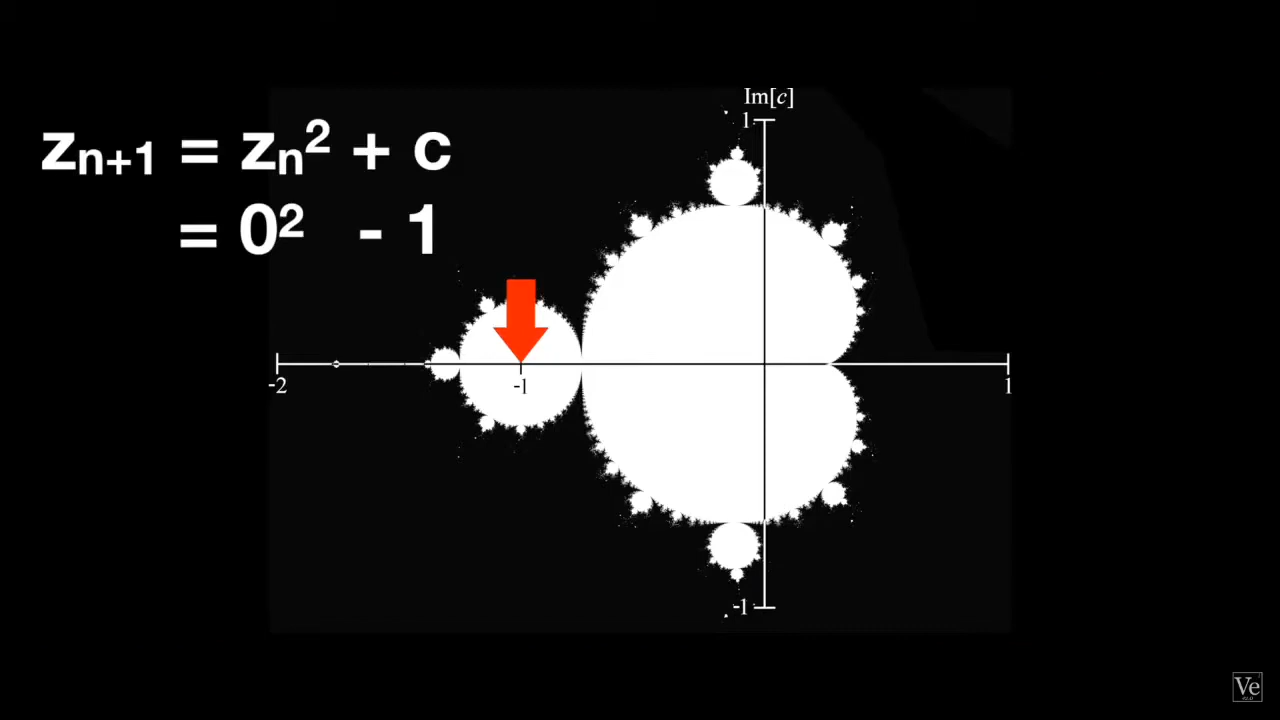 Im[c]
1
zₙ₊₁ = zₙ² + c
= 0² - 1
-2
-1
1
-1
Ve